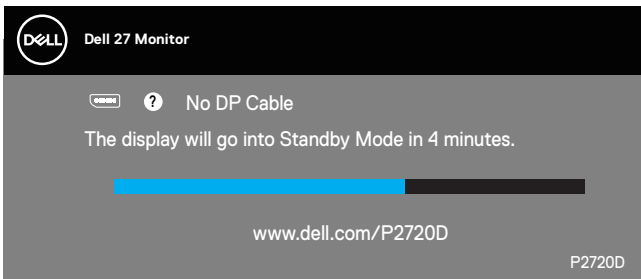 DELL
Dell 27 Monitor
? No DP Cable
The display will go into Standby Mode in 4 minutes.
www.dell.com/P2720D
P2720D